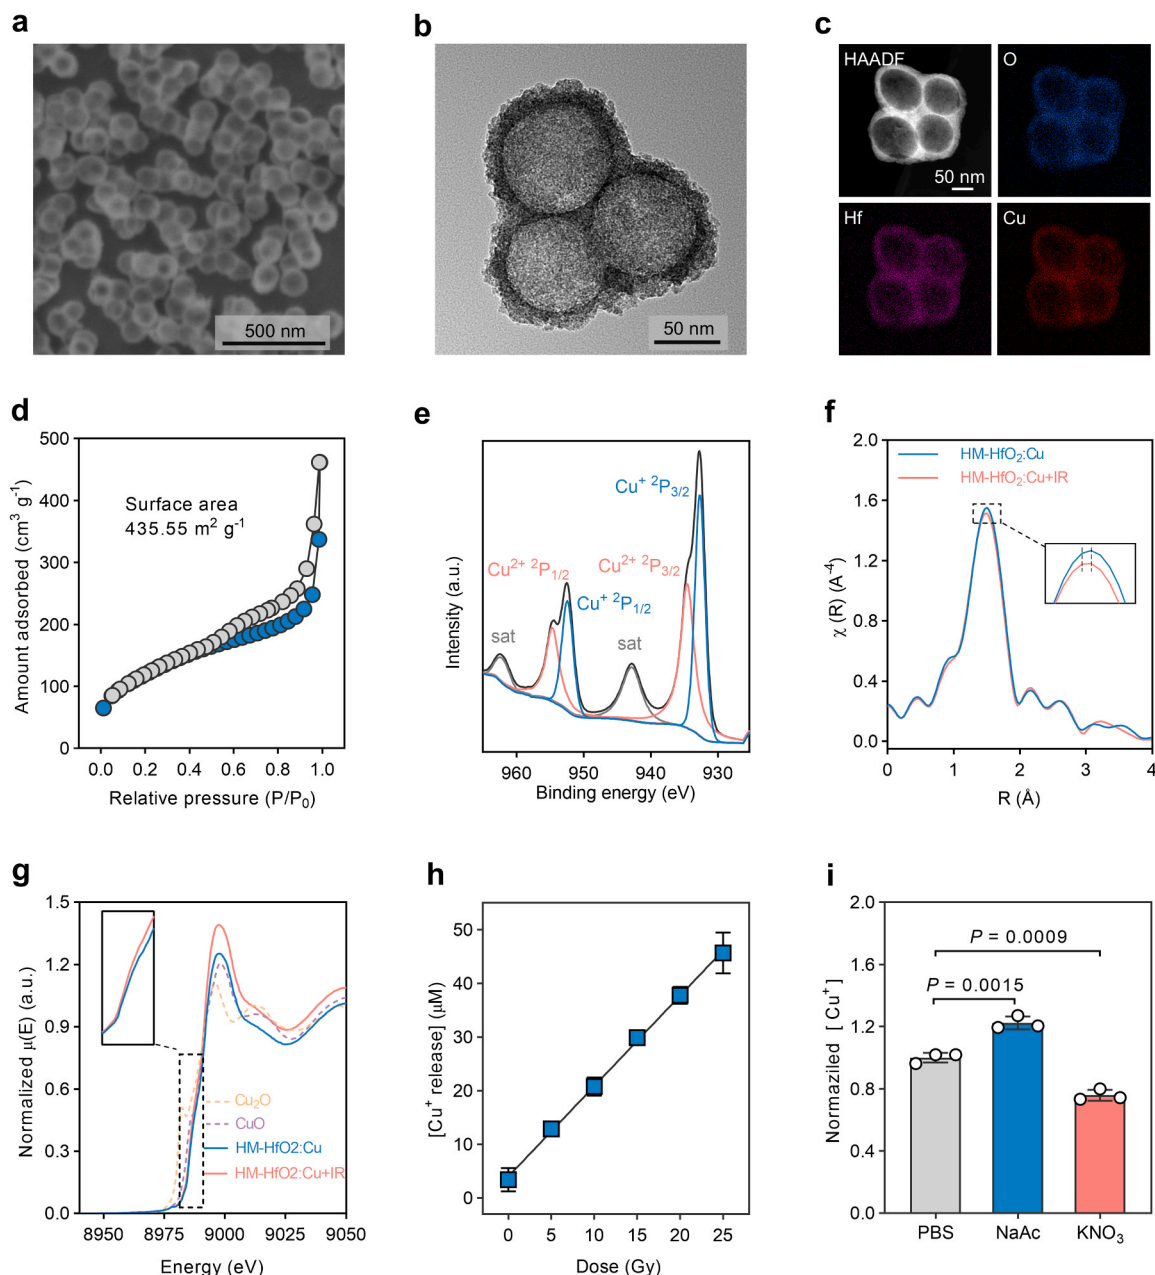 a
500 nm
b
50 nm
c
HAADF
O
50 nm
Hf
Cu
d
Amount adsorbed (cm³ g⁻¹)
500
400
300
200
100
0
Surface area
435.55 m² g⁻¹
0.0 0.2 0.4 0.6 0.8 1.0
Relative pressure (P/P₀)
e
Intensity (a.u.)
Cu⁺ ²P₃/₂
Cu²⁺ ²P₁/₂
Cu²⁺ ²P₃/₂
Cu⁺ ²P₁/₂
sat
sat
960 950 940 930
Binding energy (eV)
f
χ (R) (A⁻⁴)
2.0
1.6
1.2
0.8
0.4
0.0
HM-HfO₂:Cu
HM-HfO₂:Cu+IR
0 1 2 3 4
R (Å)
g
Normalized μ(E) (a.u.)
1.5
1.2
0.9
0.6
0.3
0.0
Cu₂O
CuO
HM-HfO2:Cu
HM-HfO2:Cu+IR
8950 8975 9000 9025 9050
Energy (eV)
h
[Cu⁺ release] (μM)
50
40
30
20
10
0
0 5 10 15 20 25
Dose (Gy)
i
Normaziled [ Cu⁺]
2.0
1.6
1.2
0.8
0.4
0.0
P = 0.0009
P = 0.0015
PBS NaAc KNO₃